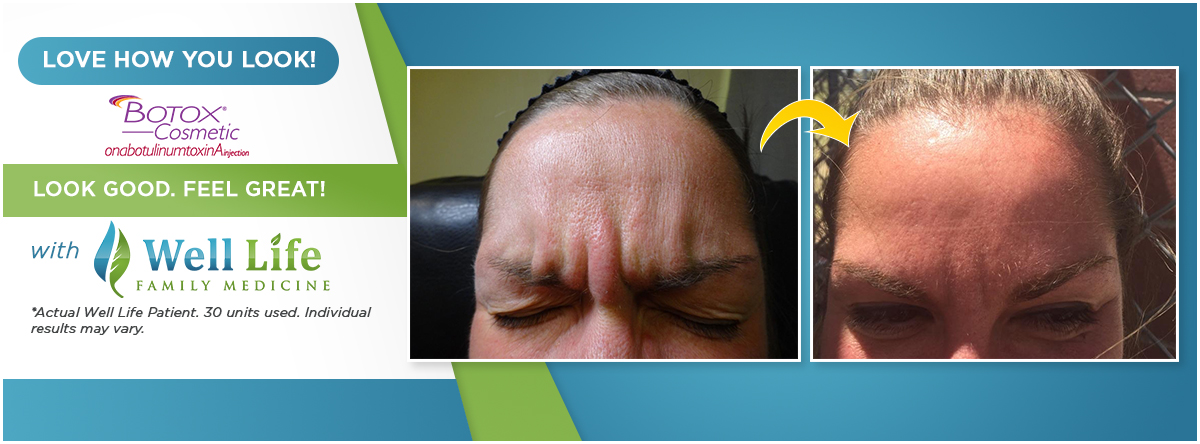 LOVE HOW YOU LOOK!
BOTOX®
Cosmetic
onabotulinumtoxinA injection
LOOK GOOD. FEEL GREAT!
with Well Life
FAMILY MEDICINE
*Actual Well Life Patient. 30 units used. Individual
results may vary.